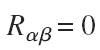 R_{αβ} = 0